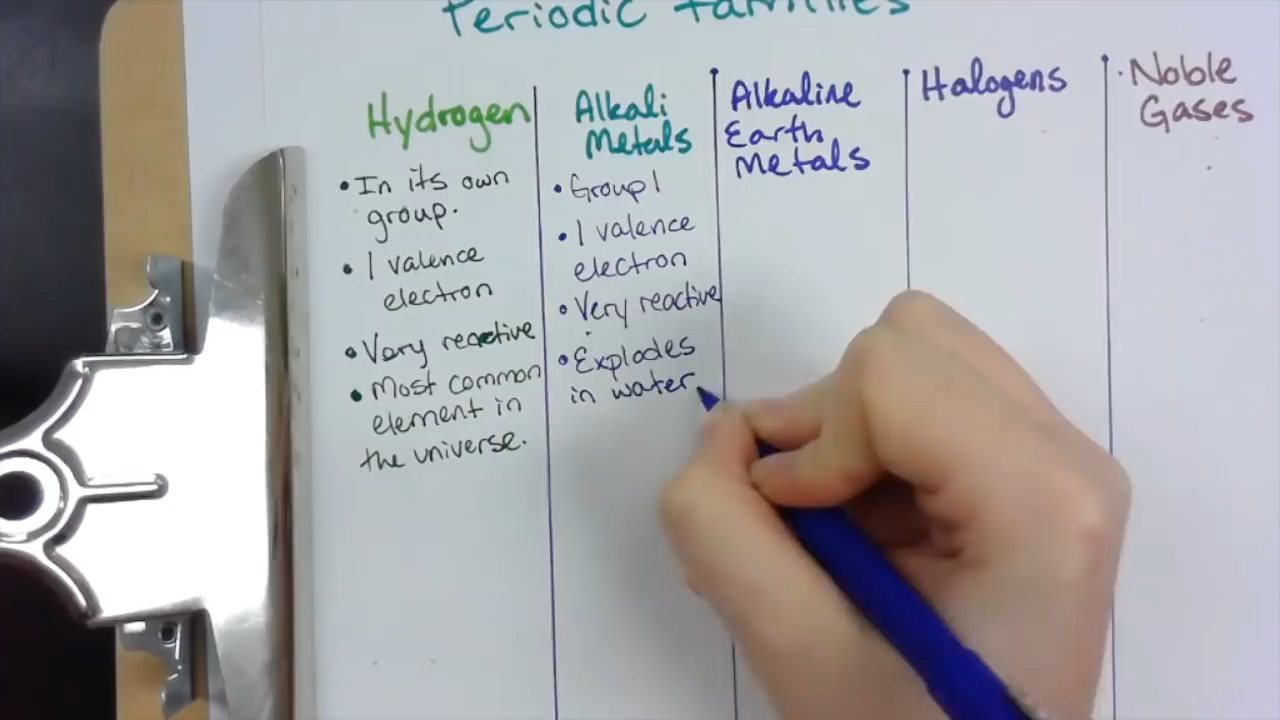 Periodic Families
Hydrogen
• In its own
group.
• 1 valence
electron
• Very reactive
• Most common
element in
the universe.
Alkali
Metals
• Group 1
• 1 valence
electron
• Very reactive
• Explodes
in water
Alkaline
Earth
Metals
Halogens
Noble
Gases